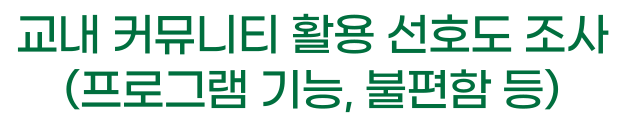 교내 커뮤니티 활용 선호도 조사
(프로그램 기능, 불편함 등)